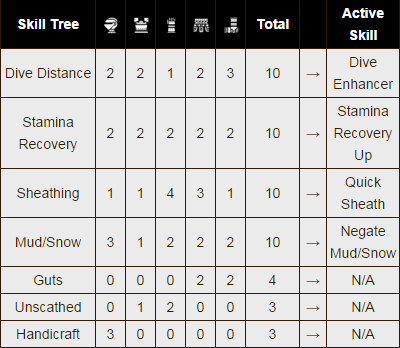 Skill Tree Total Active Skill
Dive Distance 2 2 1 2 3 10 → Dive Enhancer
Stamina Recovery 2 2 2 2 2 10 → Stamina Recovery Up
Sheathing 1 1 4 3 1 10 → Quick Sheath
Mud/Snow 3 1 2 2 2 10 → Negate Mud/Snow
Guts 0 0 0 2 2 4 → N/A
Unscathed 0 1 2 0 0 3 → N/A
Handicraft 3 0 0 0 0 3 → N/A